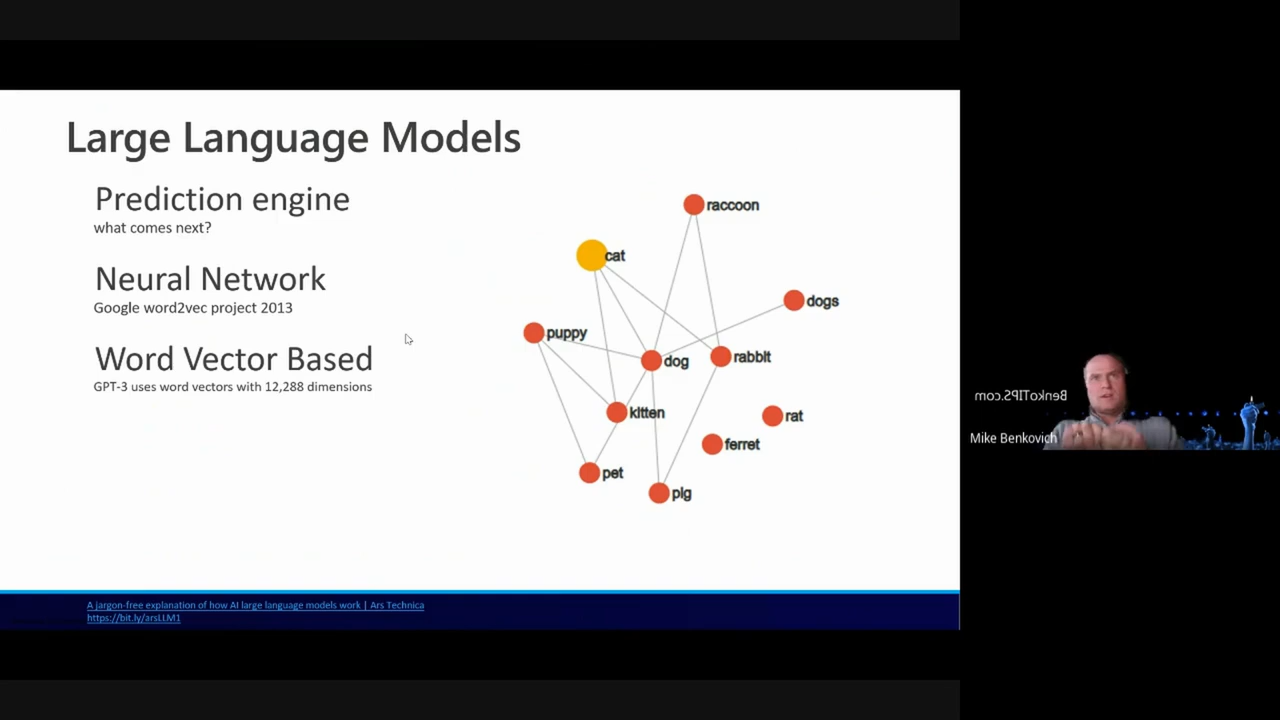 Large Language Models
Prediction engine
what comes next?
Neural Network
Google word2vec project 2013
Word Vector Based
GPT-3 uses word vectors with 12,288 dimensions
raccoon
cat
dogs
puppy
dog
rabbit
kitten
rat
ferret
pet
pig
A jargon-free explanation of how AI large language models work | Ars Technica
https://bit.ly/arsLLM1
BenkoTIPS.com
Mike Benkovich